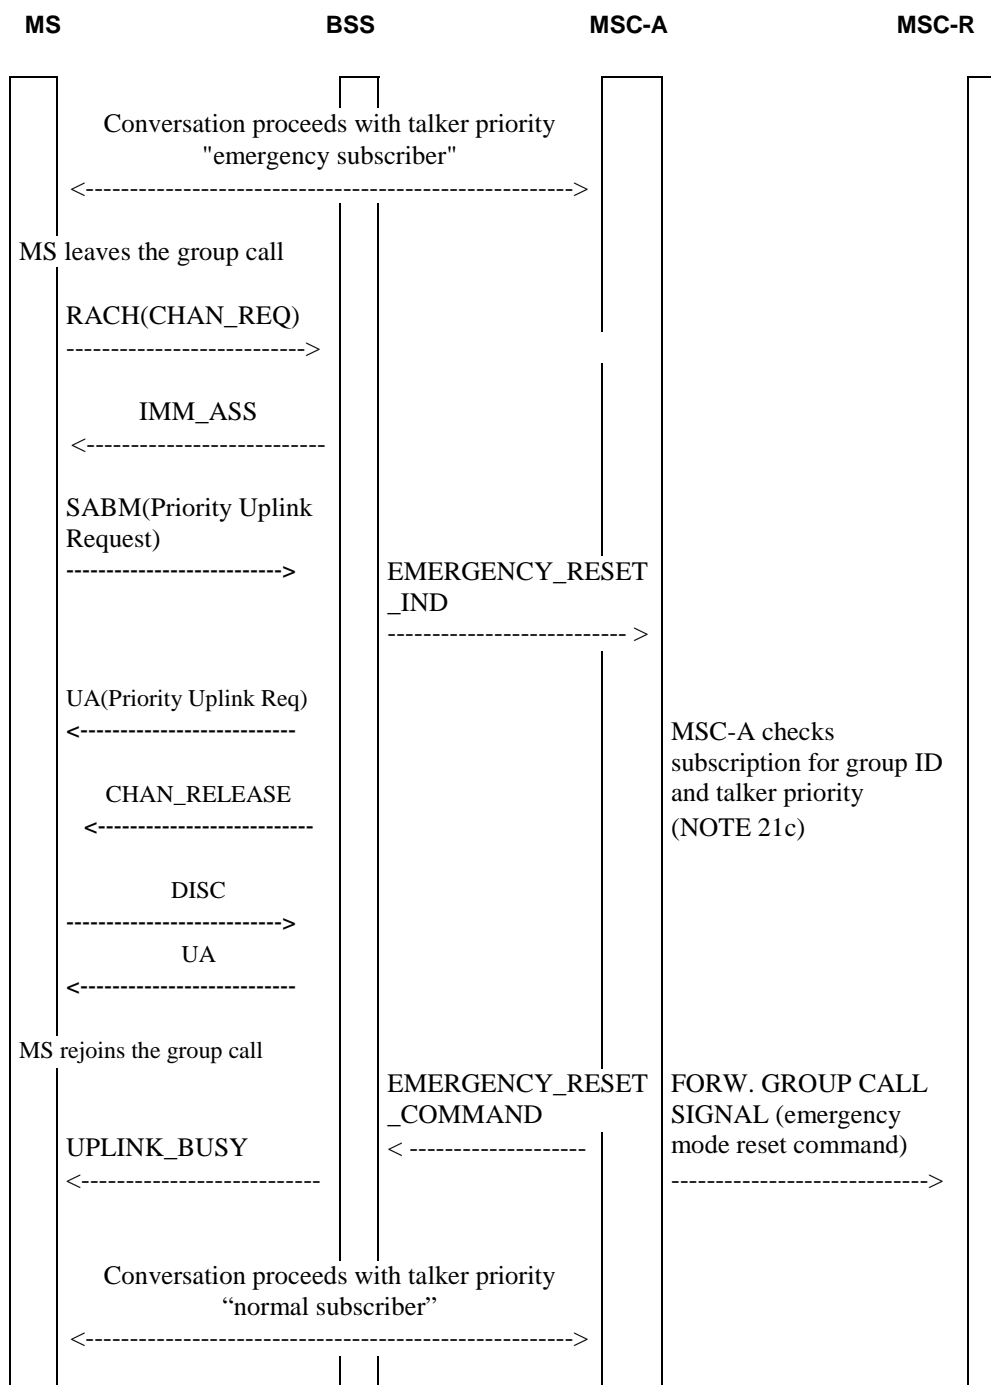 MS BSS MSC-A MSC-R
Conversation proceeds with talker priority
"emergency subscriber"
<------------------------------------------------------->
MS leaves the group call
RACH(CHAN_REQ)
--------------------------->
IMM_ASS
<---------------------------
SABM(Priority Uplink
Request)
--------------------------->
EMERGENCY_RESET
_IND
--------------------------- >
UA(Priority Uplink Req)
<---------------------------
MSC-A checks
subscription for group ID
and talker priority
(NOTE 21c)
CHAN_RELEASE
<---------------------------
DISC
--------------------------->
UA
<---------------------------
MS rejoins the group call
EMERGENCY_RESET
_COMMAND
< --------------------
FORW. GROUP CALL
SIGNAL (emergency
mode reset command)
----------------------------->
UPLINK_BUSY
<---------------------------
Conversation proceeds with talker priority
“normal subscriber”
<------------------------------------------------------->